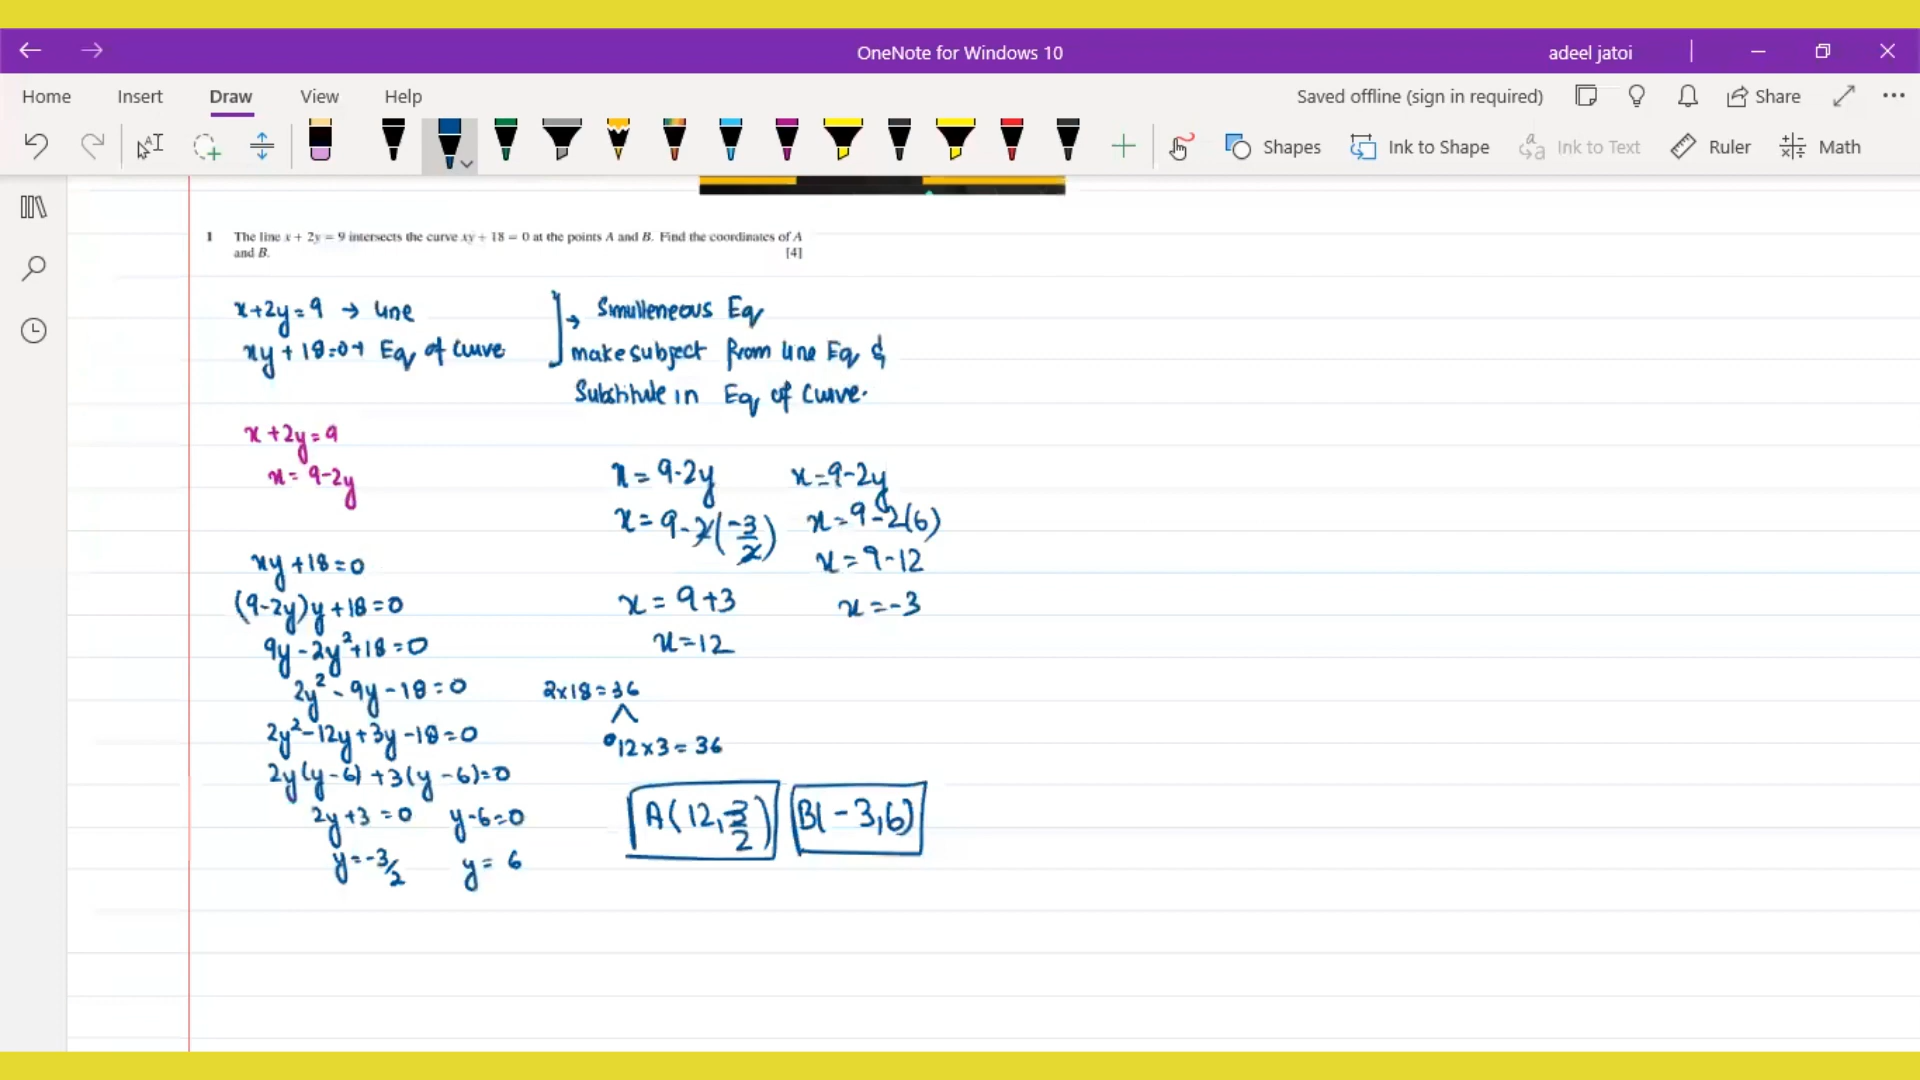 OneNote for Windows 10
adeel jatoi
Home Insert Draw View Help
Saved offline (sign in required)
Share
Shapes
Ink to Shape
Ink to Text
Ruler
Math
1 The line x + 2y = 9 intersects the curve xy + 18 = 0 at the points A and B. Find the coordinates of A
and B. [4]
x+2y=9 → Line
xy+18=0→ Eq of Curve
→ Simulleneous Eq
make subject from Line Eq &
Substitute in Eq of Curve.
x+2y=9
x=9-2y
xy+18=0
(9-2y)y+18=0
9y-2y²+18=0
2y²-9y-18=0
2y²-12y+3y-18=0
2y(y-6)+3(y-6)=0
2y+3=0 y-6=0
y=-3/2 y=6
x=9-2y
x=9-2(-3/2)
x=9+3
x=12
x=9-2y
x=9-2(6)
x=9-12
x=-3
2x18=36
12x3=36
A(12,-3/2) B(-3,6)